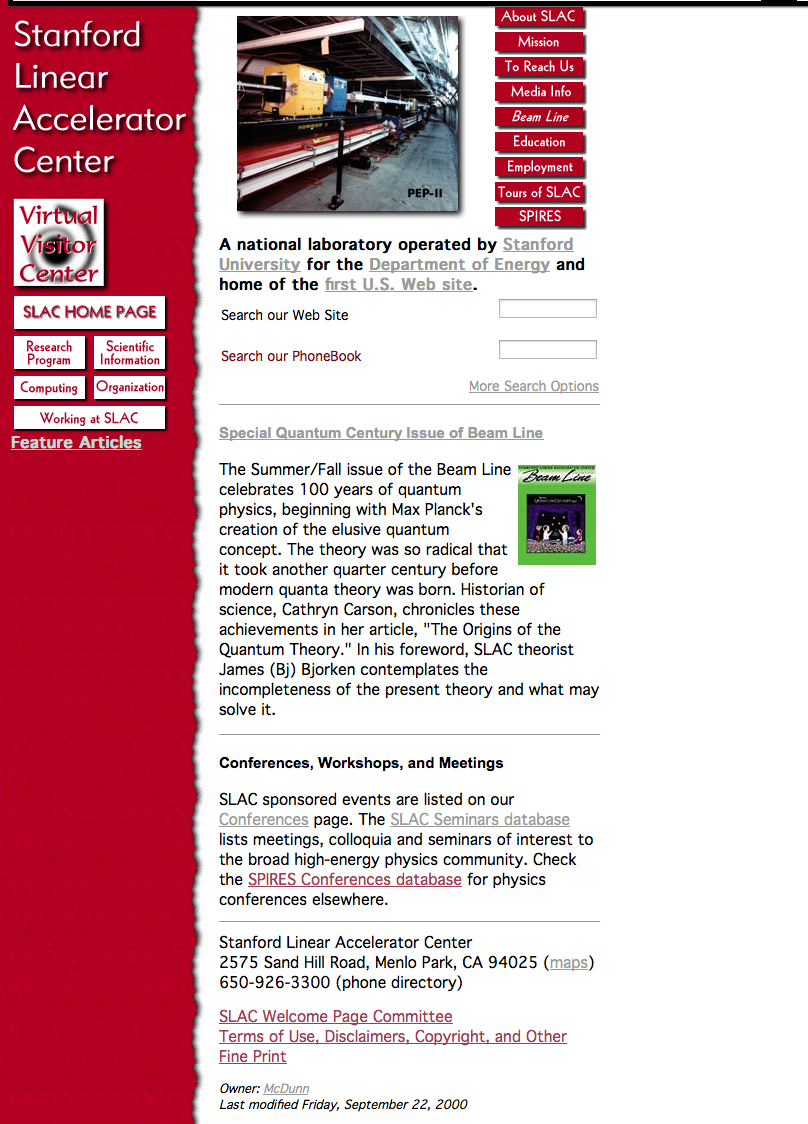 Stanford
Linear
Accelerator
Center
Virtual
Visitor
Center
SLAC HOME PAGE
Research
Program
Scientific
Information
Computing
Organization
Working at SLAC
Feature Articles
PEP-II
About SLAC
Mission
To Reach Us
Media Info
Beam Line
Education
Employment
Tours of SLAC
SPIRES
A national laboratory operated by Stanford
University for the Department of Energy and
home of the first U.S. Web site.
Search our Web Site
Search our PhoneBook
More Search Options
Special Quantum Century Issue of Beam Line
The Summer/Fall issue of the Beam Line
celebrates 100 years of quantum
physics, beginning with Max Planck's
creation of the elusive quantum
concept. The theory was so radical that
it took another quarter century before
modern quanta theory was born. Historian of
science, Cathryn Carson, chronicles these
achievements in her article, "The Origins of the
Quantum Theory." In his foreword, SLAC theorist
James (Bj) Bjorken contemplates the
incompleteness of the present theory and what may
solve it.
Beam Line
Conferences, Workshops, and Meetings
SLAC sponsored events are listed on our
Conferences page. The SLAC Seminars database
lists meetings, colloquia and seminars of interest to
the broad high-energy physics community. Check
the SPIRES Conferences database for physics
conferences elsewhere.
Stanford Linear Accelerator Center
2575 Sand Hill Road, Menlo Park, CA 94025 (maps)
650-926-3300 (phone directory)
SLAC Welcome Page Committee
Terms of Use, Disclaimers, Copyright, and Other
Fine Print
Owner: McDunn
Last modified Friday, September 22, 2000